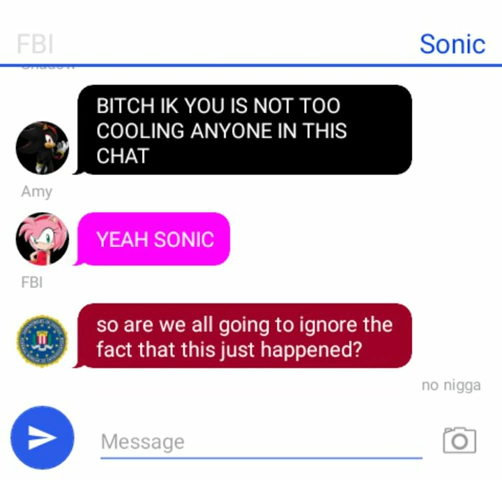 FBI
Sonic
Shadow
BITCH IK YOU IS NOT TOO
COOLING ANYONE IN THIS
CHAT
Amy
YEAH SONIC
FBI
so are we all going to ignore the
fact that this just happened?
no nigga
Message